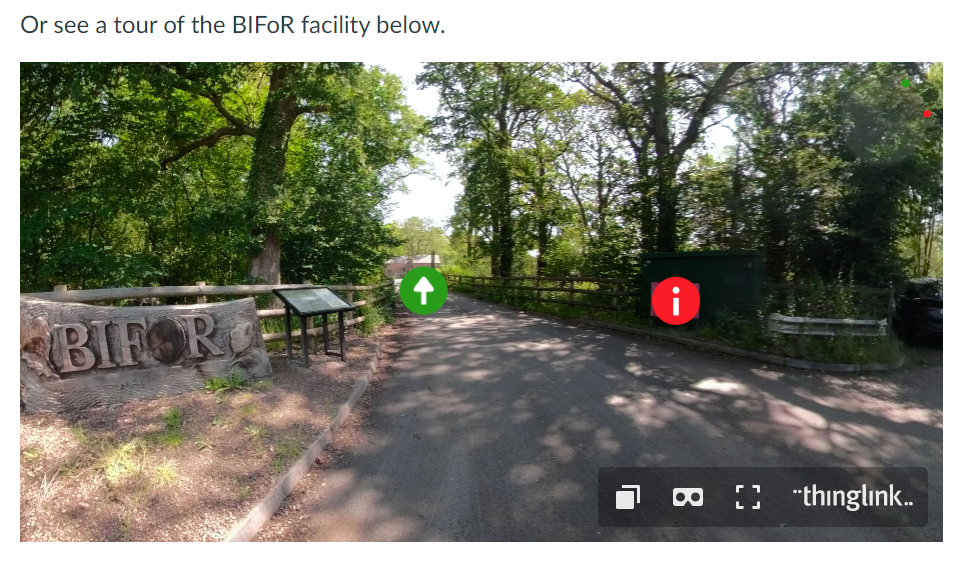 Or see a tour of the BIFoR facility below.
BIFOR
i
thinglink..